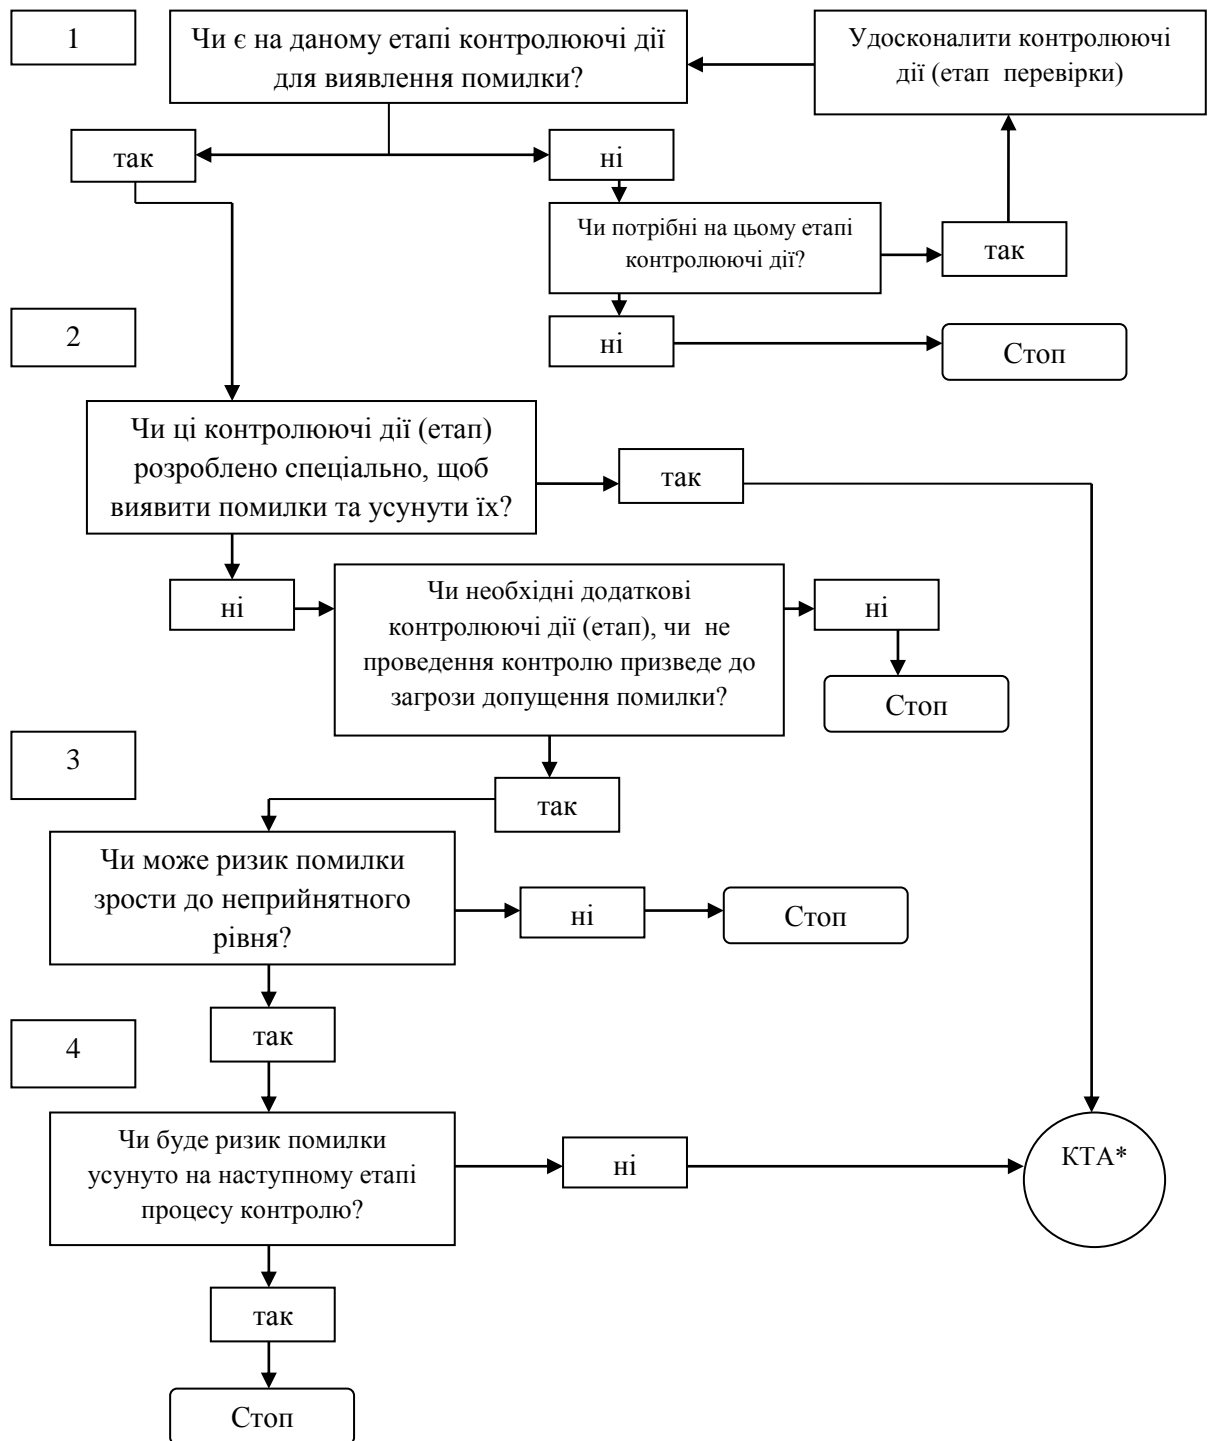 1
Чи є на даному етапі контролюючі дії
для виявлення помилки?
Удосконалити контролюючі
дії (етап перевірки)
так
ні
Чи потрібні на цьому етапі
контролюючі дії?
так
2
ні
Стоп
Чи ці контролюючі дії (етап)
розроблено спеціально, щоб
виявити помилки та усунути їх?
так
ні
Чи необхідні додаткові
контролюючі дії (етап), чи не
проведення контролю призведе до
загрози допущення помилки?
ні
Стоп
3
так
Чи може ризик помилки
зрости до неприйнятного
рівня?
ні
Стоп
так
4
Чи буде ризик помилки
усунуто на наступному етапі
процесу контролю?
ні
КТА*
так
Стоп